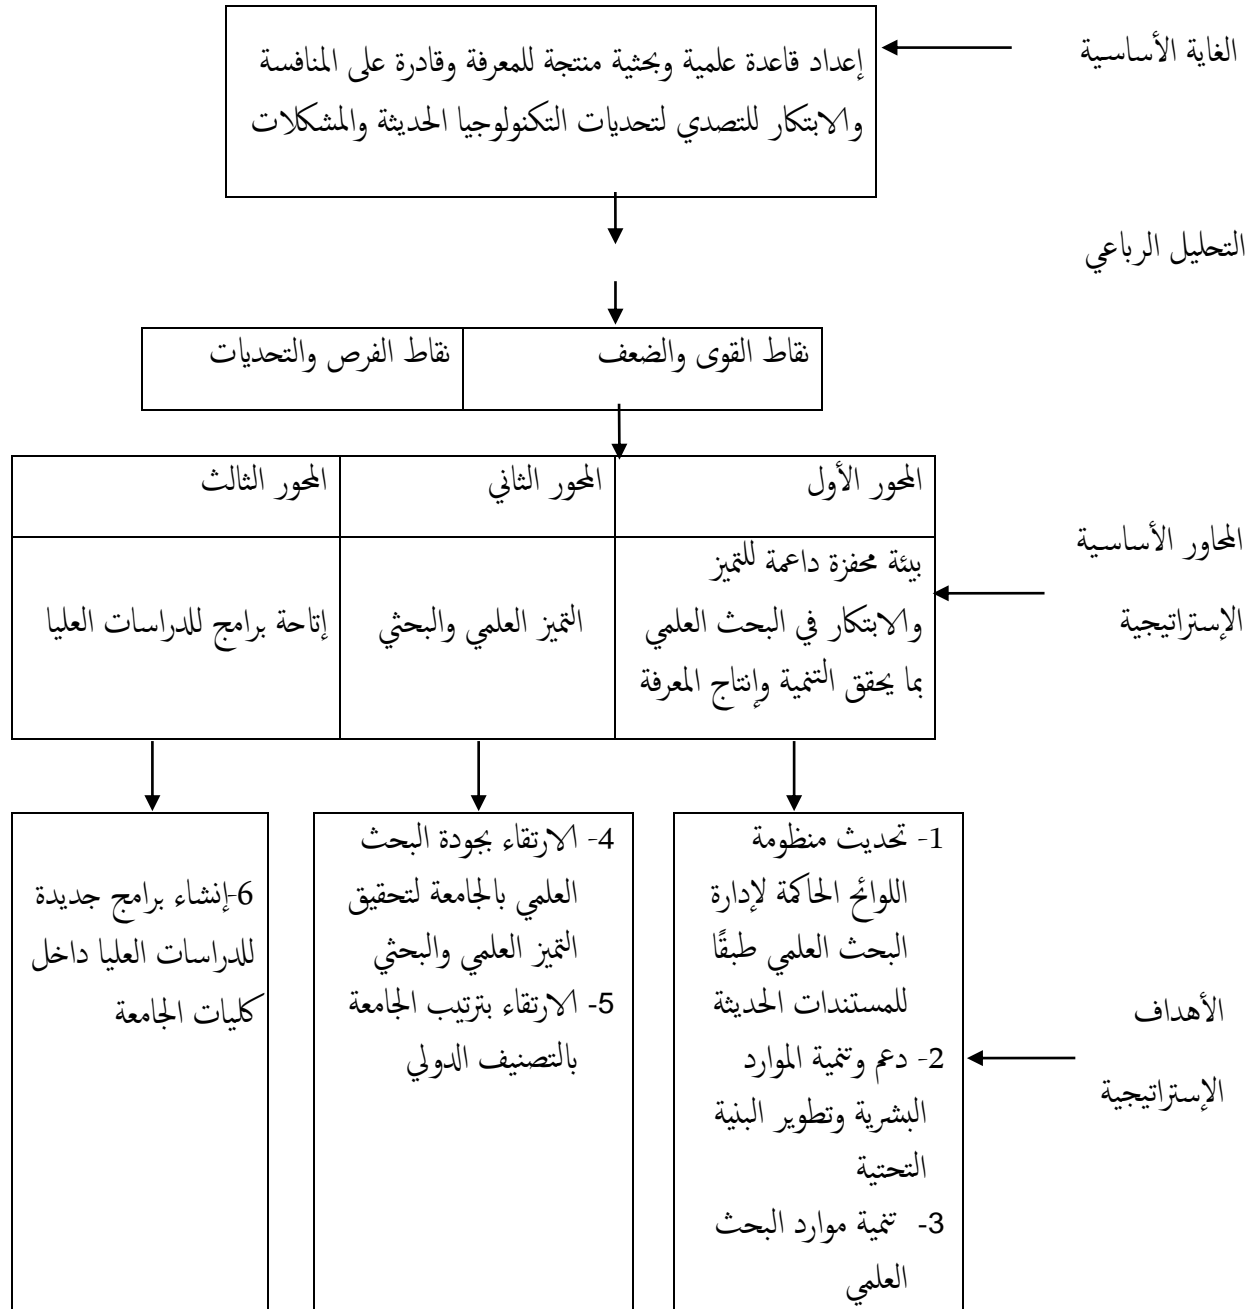 الغاية الأساسية
إعداد قاعدة علمية وبحثية منتجة للمعرفة وقادرة على المنافسة
والابتكار للتصدي لتحديات التكنولوجيا الحديثة والمشكلات
التحليل الرباعي
نقاط القوى والضعف
نقاط الفرص والتحديات
المحاور الأساسية
الإستراتيجية
المحور الأول
المحور الثاني
المحور الثالث
بيئة محفزة داعمة للتميز
والابتكار في البحث العلمي
بما يحقق التنمية وإنتاج المعرفة
التميز العلمي والبحثي
إتاحة برامج للدراسات العليا
الأهداف
الإستراتيجية
1- تحديث منظومة
اللوائح الحاكمة لإدارة
البحث العلمي طبقًا
للمستندات الحديثة
2- دعم وتنمية الموارد
البشرية وتطوير البنية
التحتية
3- تنمية موارد البحث
العلمي
4- الارتقاء بجودة البحث
العلمي بالجامعة لتحقيق
التميز العلمي والبحثي
5- الارتقاء بترتيب الجامعة
بالتصنيف الدولي
6-إنشاء برامج جديدة
للدراسات العليا داخل
كليات الجامعة